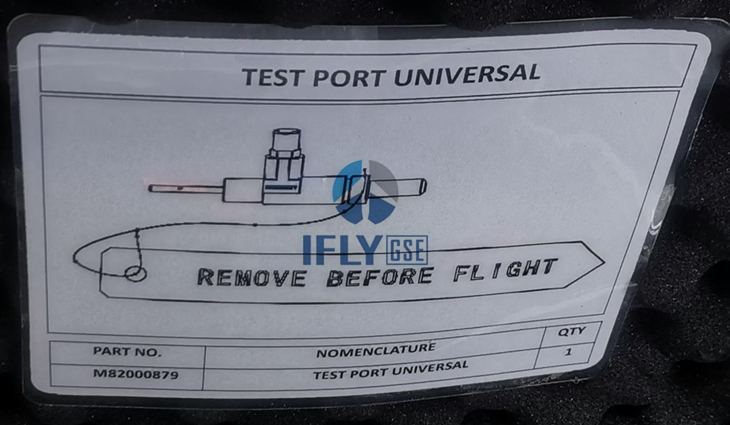 TEST PORT UNIVERSAL
IFLY GSE
REMOVE BEFORE FLIGHT
PART NO. NOMENCLATURE QTY
M82000879 TEST PORT UNIVERSAL 1